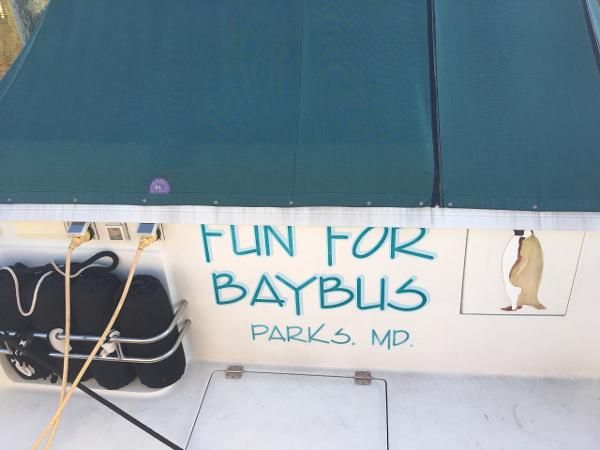 FUN FOR
BAYBUS
PARKS. MD.